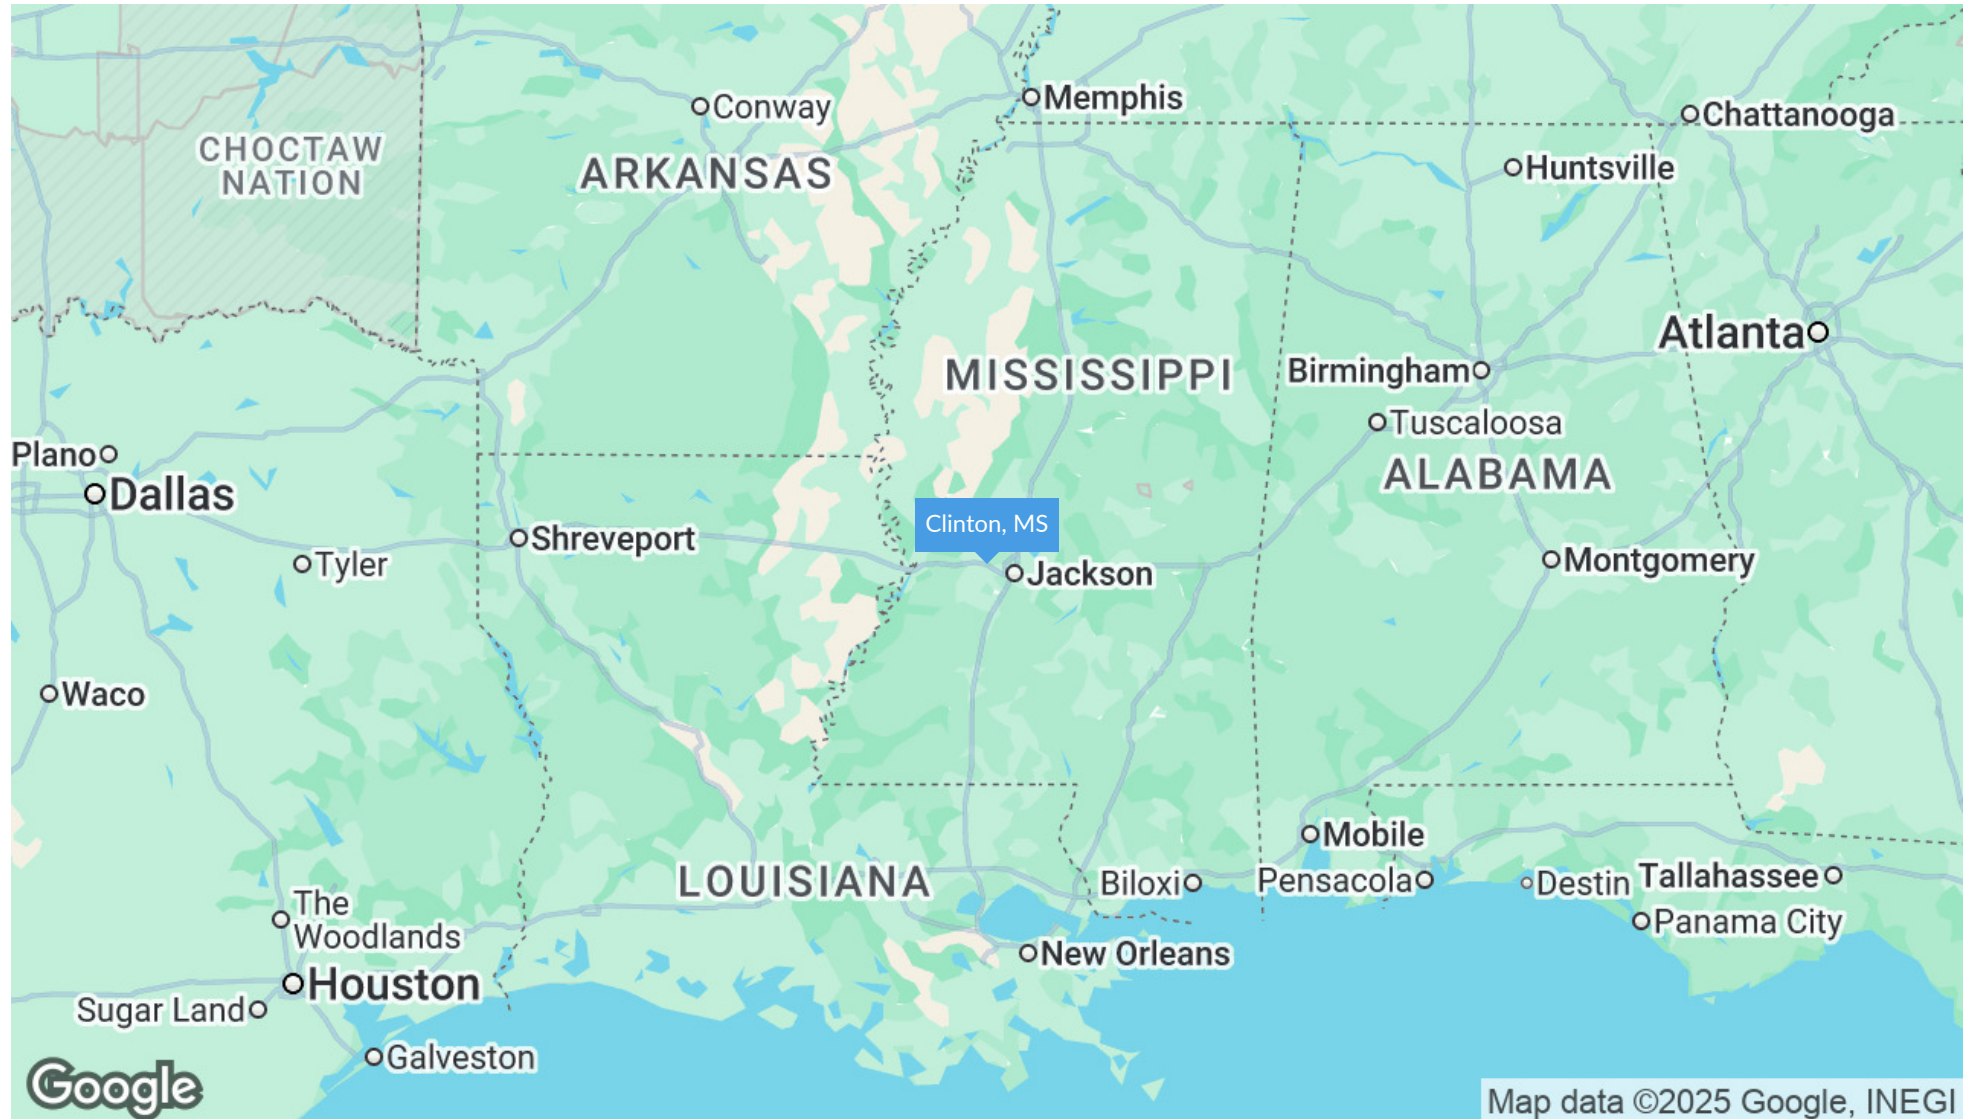 Conway
Memphis
Chattanooga
CHOCTAW
NATION
ARKANSAS
Huntsville
Atlanta
MISSISSIPPI
Birmingham
Tuscaloosa
Plano
ALABAMA
Dallas
Clinton, MS
Shreveport
Tyler
Jackson
Montgomery
Waco
Mobile
LOUISIANA
Biloxi
Pensacola
Destin
Tallahassee
The
Woodlands
Panama City
New Orleans
Houston
Sugar Land
Galveston
Google
Map data ©2025 Google, INEGI